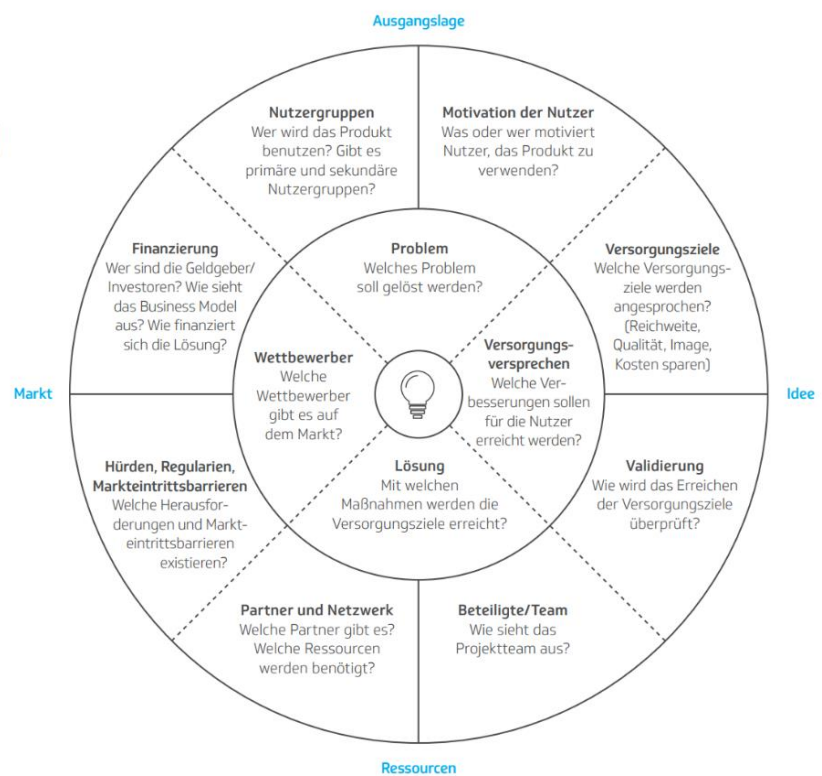 Ausgangslage
Nutzergruppen
Wer wird das Produkt
benutzen? Gibt es
primäre und sekundäre
Nutzergruppen?
Motivation der Nutzer
Was oder wer motiviert
Nutzer, das Produkt zu
verwenden?
Finanzierung
Wer sind die Geldgeber/
Investoren? Wie sieht
das Business Model
aus? Wie finanziert
sich die Lösung?
Problem
Welches Problem
soll gelöst werden?
Versorgungsziele
Welche Versorgungs-
ziele werden
angesprochen?
(Reichweite,
Qualität, Image,
Kosten sparen)
Wettbewerber
Welche
Wettbewerber
gibt es auf
dem Markt?
Versorgungs-
versprechen
Welche Ver-
besserungen sollen
für die Nutzer
erreicht werden?
Markt
Idee
Hürden, Regularien,
Markteintrittsbarrieren
Welche Herausfor-
derungen und Markt-
eintrittsbarrieren
existieren?
Lösung
Mit welchen
Maßnahmen werden die
Versorgungsziele erreicht?
Validierung
Wie wird das Erreichen
der Versorgungsziele
überprüft?
Partner und Netzwerk
Welche Partner gibt es?
Welche Ressourcen
werden benötigt?
Beteiligte/Team
Wie sieht das
Projektteam aus?
Ressourcen